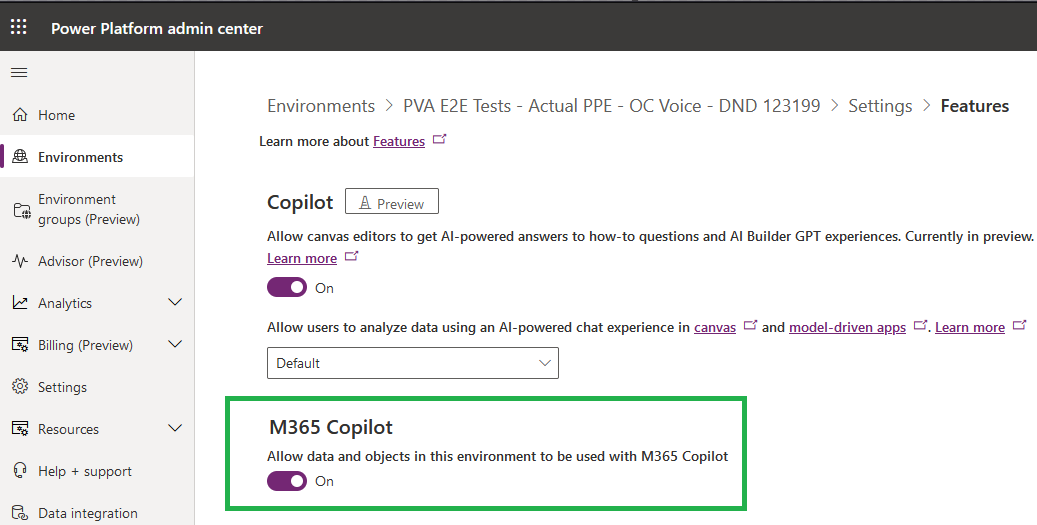 Power Platform admin center
Home
Environments
Environment
groups (Preview)
Advisor (Preview)
Analytics
Billing (Preview)
Settings
Resources
Help + support
Data integration
Environments > PVA E2E Tests - Actual PPE - OC Voice - DND 123199 > Settings > Features
Learn more about Features
Copilot Preview
Allow canvas editors to get AI-powered answers to how-to questions and AI Builder GPT experiences. Currently in preview.
Learn more
On
Allow users to analyze data using an AI-powered chat experience in canvas and model-driven apps. Learn more
Default
M365 Copilot
Allow data and objects in this environment to be used with M365 Copilot
On